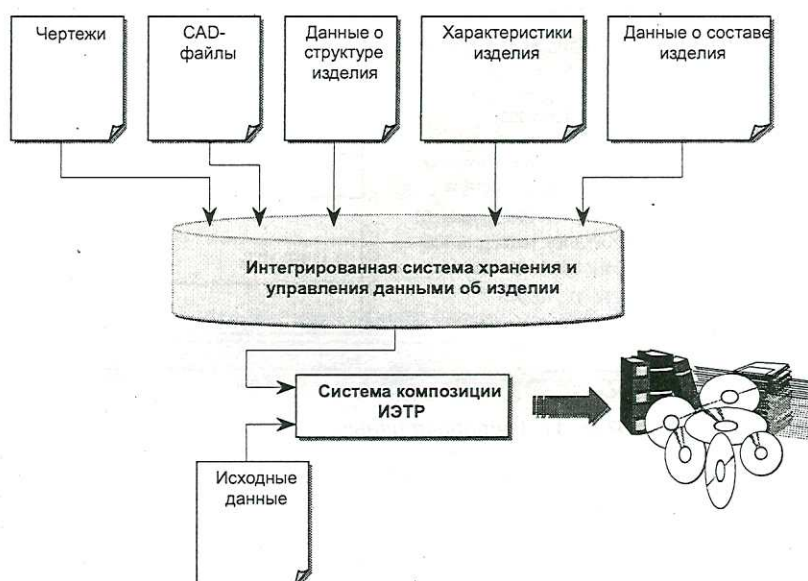 Чертежи
CAD-
файлы
Данные о
структуре
изделия
Характеристики
изделия
Данные о составе
изделия
Интегрированная система хранения и
управления данными об изделии
Система композиции
ИЭТР
Исходные
данные